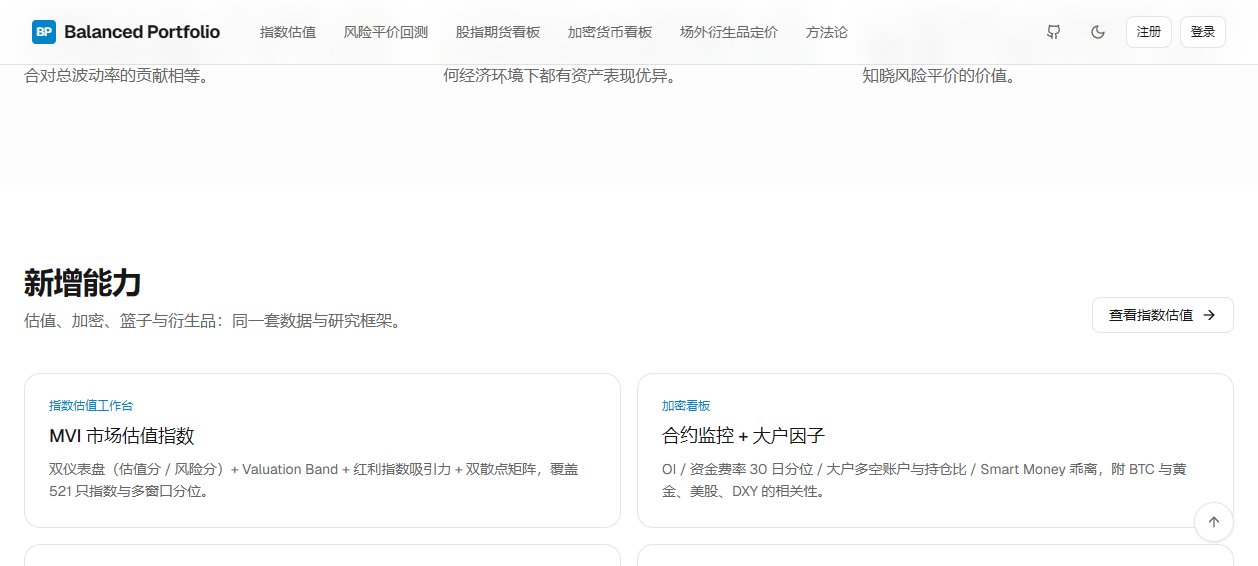 BP Balanced Portfolio 指数估值 风险平价回测 股指期货看板 加密货币看板 场外衍生品定价 方法论 注册 登录
合对总波动率的贡献相等。 何经济环境下都有资产表现优异。 知晓风险平价的价值。
新增能力
估值、加密、篮子与衍生品：同一套数据与研究框架。
查看指数估值 →
指数估值工作台
MVI 市场估值指数
双仪表盘（估值分 / 风险分）+ Valuation Band + 红利指数吸引力 + 双散点矩阵，覆盖
521 只指数与多窗口分位。
加密看板
合约监控 + 大户因子
OI / 资金费率 30 日分位 / 大户多空账户与持仓比 / Smart Money 乖离，附 BTC 与黄
金、美股、DXY 的相关性。